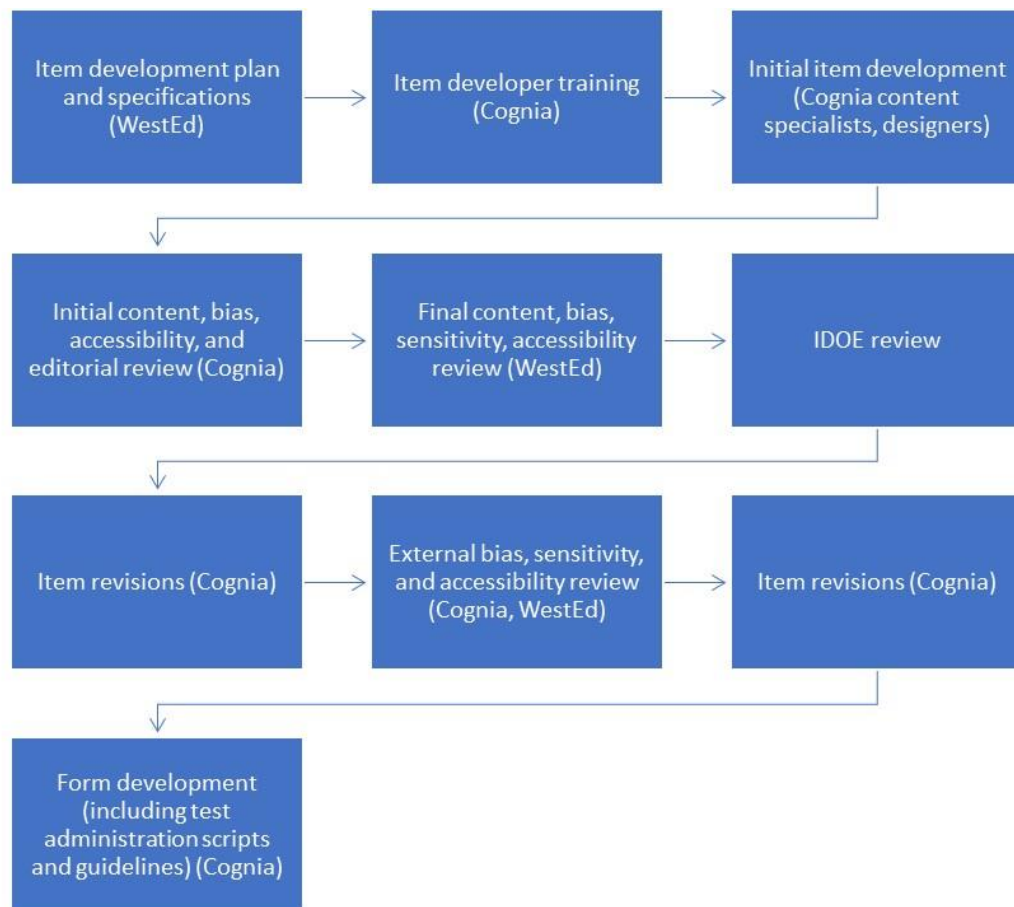 Item development plan
and specifications
(WestEd)
Item developer training
(Cognia)
Initial item development
(Cognia content
specialists, designers)
Initial content, bias,
accessibility, and
editorial review (Cognia)
Final content, bias,
sensitivity, accessibility
review (WestEd)
IDOE review
Item revisions (Cognia)
External bias, sensitivity,
and accessibility review
(Cognia, WestEd)
Item revisions (Cognia)
Form development
(including test
administration scripts
and guidelines) (Cognia)